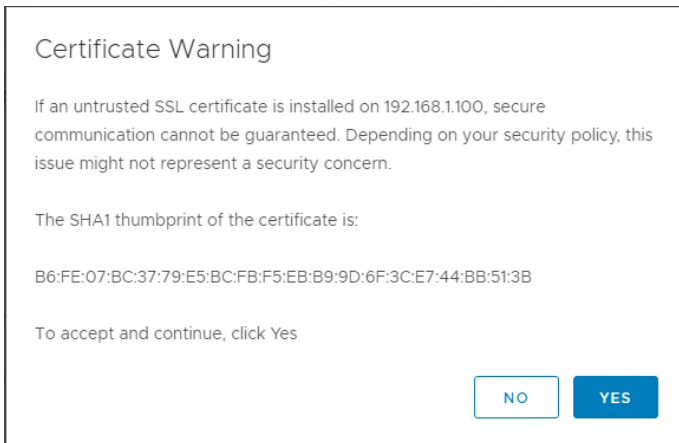 Certificate Warning
If an untrusted SSL certificate is installed on 192.168.1.100, secure
communication cannot be guaranteed. Depending on your security policy, this
issue might not represent a security concern.
The SHA1 thumbprint of the certificate is:
B6:FE:07:BC:37:79:E5:BC:FB:F5:EB:B9:9D:6F:3C:E7:44:BB:51:3B
To accept and continue, click Yes
NO
YES